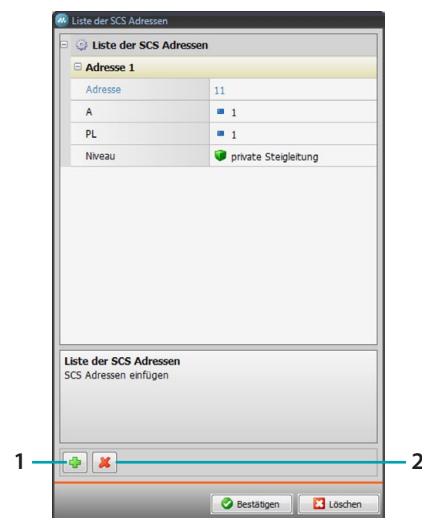 Liste der SCS Adressen
Liste der SCS Adressen
Adresse 1
Adresse 11
A 1
PL 1
Niveau private Steigleitung
Liste der SCS Adressen
SCS Adressen einfügen
1 2
Bestätigen Löschen